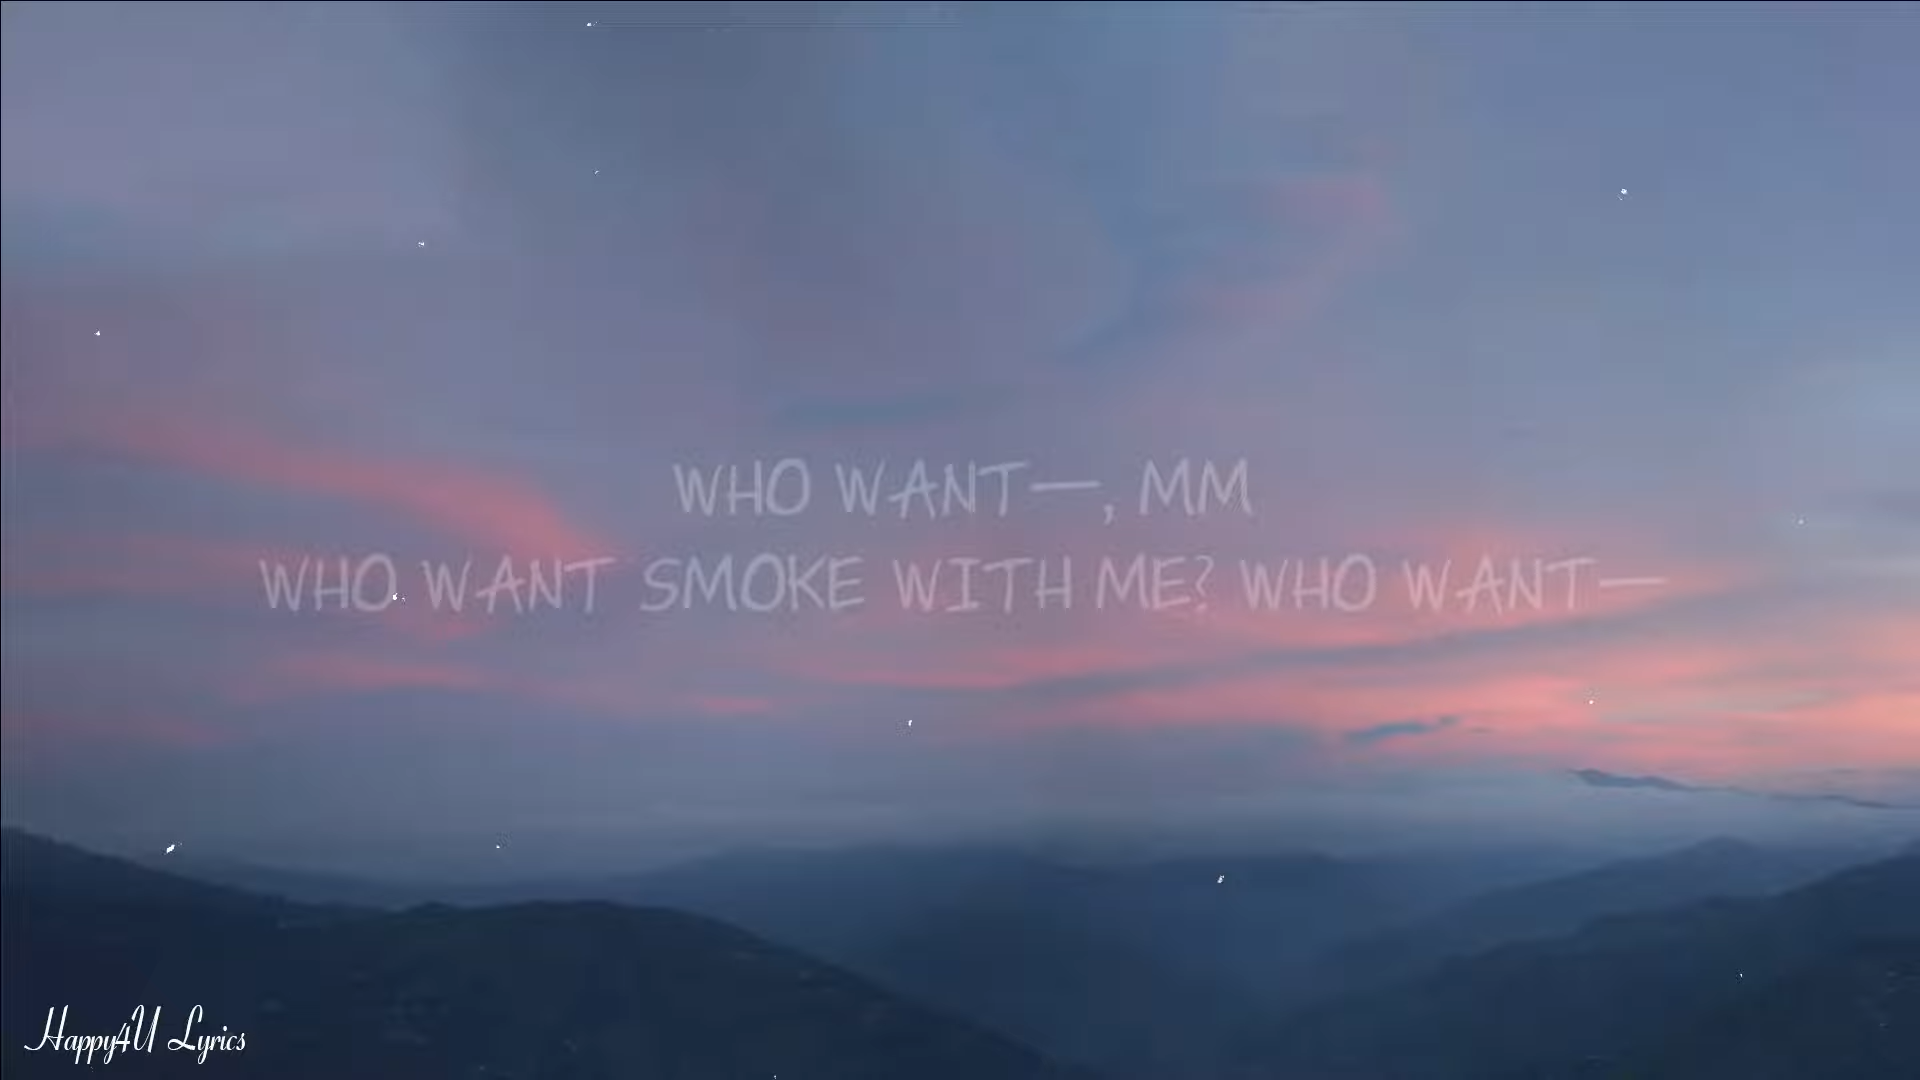 WHO WANT—, MM
WHO WANT SMOKE WITH ME? WHO WANT—
Happy4U Lyrics